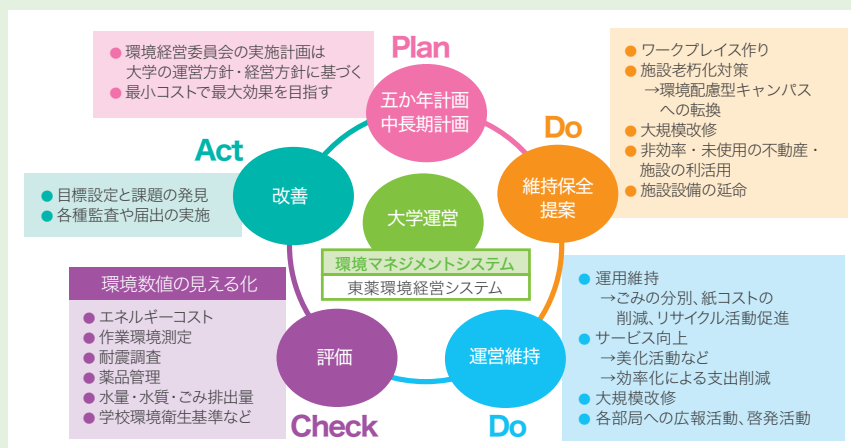 Plan
● 環境経営委員会の実施計画は
大学の運営方針・経営方針に基づく
● 最小コストで最大効果を目指す
五か年計画
中長期計画
Do
● ワークプレイス作り
● 施設老朽化対策
→環境配慮型キャンパス
への転換
● 大規模改修
● 非効率・未使用の不動産・
施設の利活用
● 施設設備の延命
維持保全
提案
Act
● 目標設定と課題の発見
● 各種監査や届出の実施
改善
大学運営
環境マネジメントシステム
東薬環境経営システム
環境数値の見える化
● エネルギーコスト
● 作業環境測定
● 耐震調査
● 薬品管理
● 水量・水質・ごみ排出量
● 学校環境衛生基準など
評価
Check
運営維持
Do
● 運用維持
→ごみの分別、紙コストの
削減、リサイクル活動促進
● サービス向上
→美化活動など
→効率化による支出削減
● 大規模改修
● 各部局への広報活動、啓発活動